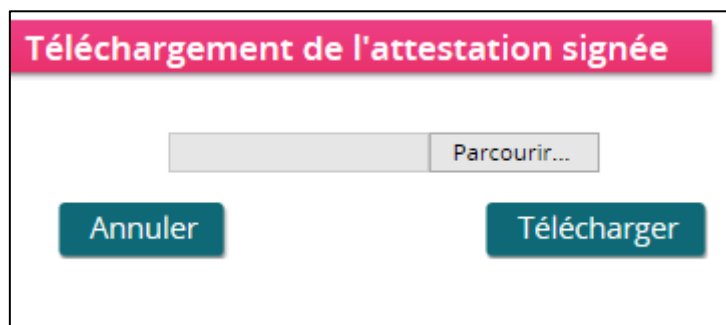 Téléchargement de l'attestation signée
Parcourir...
Annuler
Télécharger